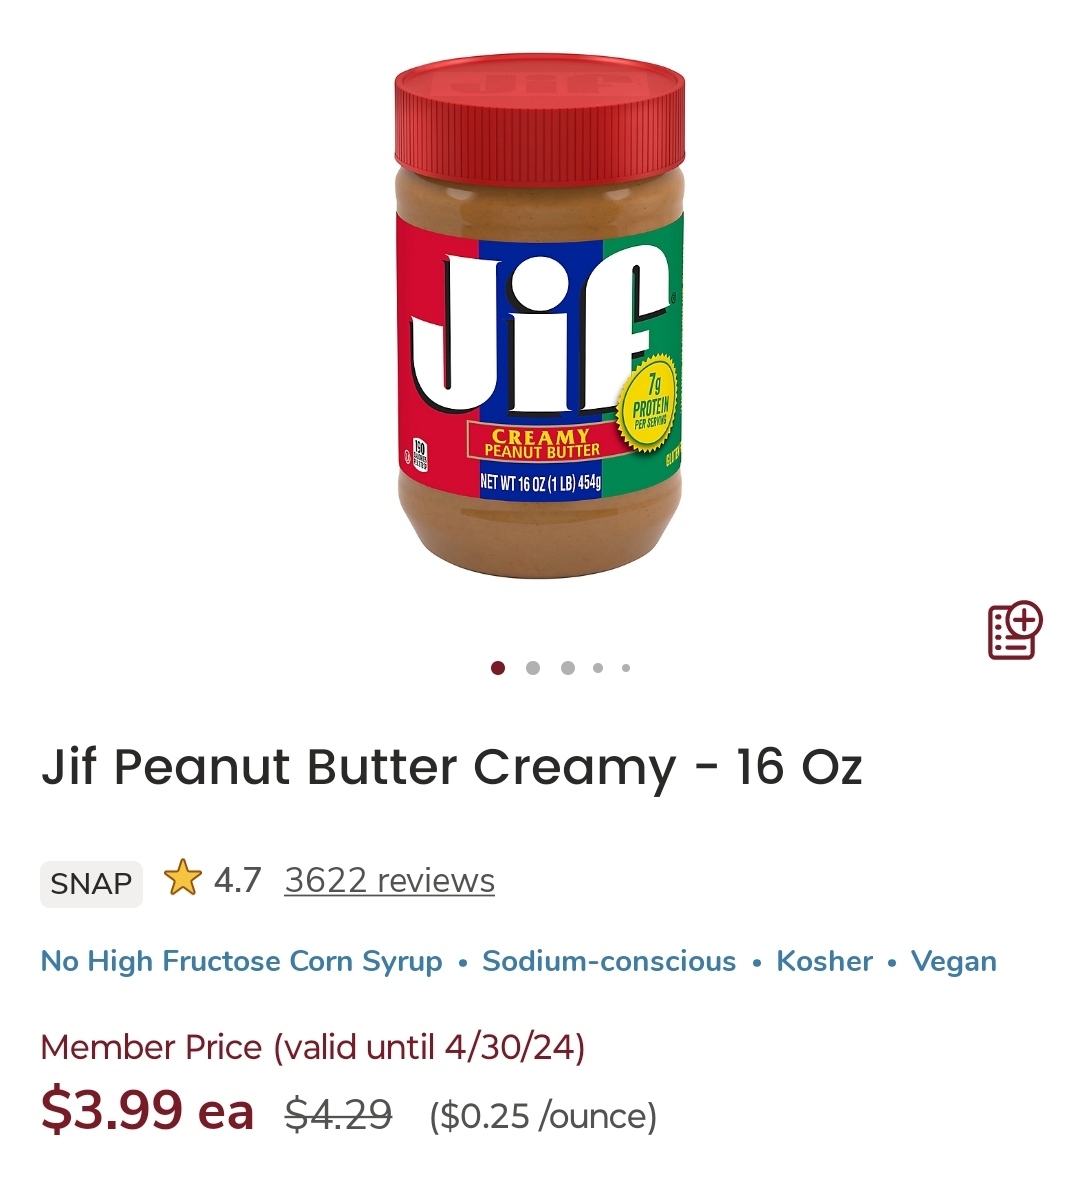 Jif
7g
PROTEIN
PER SERVING
CREAMY
PEANUT BUTTER
190
NET WT 16 OZ (1 LB) 454g
Jif Peanut Butter Creamy - 16 Oz
SNAP 4.7 3622 reviews
No High Fructose Corn Syrup • Sodium-conscious • Kosher • Vegan
Member Price (valid until 4/30/24)
$3.99 ea $4.29 ($0.25 /ounce)